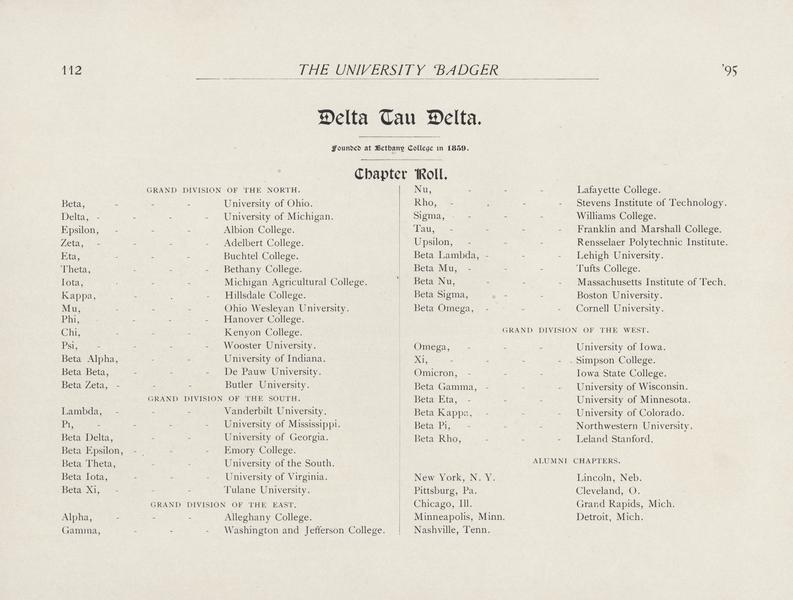 112
THE UNIVERSITY BADGER
'95
Delta Tau Delta.
Founded at Bethany College in 1859.
Chapter Roll.
GRAND DIVISION OF THE NORTH.
Beta, - - - University of Ohio.
Delta, - - - - University of Michigan.
Epsilon, - - - Albion College.
Zeta, - - - - Adelbert College.
Eta, - - - Buchtel College.
Theta, - - - Bethany College.
Iota, - - - Michigan Agricultural College.
Kappa, - - - Hillsdale College.
Mu, - - - Ohio Wesleyan University.
Phi, - - - Hanover College.
Chi, - - - Kenyon College.
Psi, - - - - Wooster University.
Beta Alpha, - - - University of Indiana.
Beta Beta, - - - De Pauw University.
Beta Zeta, - - - Butler University.
GRAND DIVISION OF THE SOUTH.
Lambda, - - - - Vanderbilt University.
Pi, - - - - University of Mississippi.
Beta Delta, - - - University of Georgia.
Beta Epsilon, - - - Emory College.
Beta Theta, - - - University of the South.
Beta Iota, - - - University of Virginia.
Beta Xi, - - - - Tulane University.
GRAND DIVISION OF THE EAST.
Alpha, - - - Alleghany College.
Gamma, - - - Washington and Jefferson College.
Nu, - - - Lafayette College.
Rho, - - - - Stevens Institute of Technology.
Sigma, - - - Williams College.
Tau, - - - - Franklin and Marshall College.
Upsilon, - - - Rensselaer Polytechnic Institute.
Beta Lambda, - - - Lehigh University.
Beta Mu, - - - Tufts College.
Beta Nu, - - - Massachusetts Institute of Tech.
Beta Sigma, - - Boston University.
Beta Omega, - - - Cornell University.
GRAND DIVISION OF THE WEST.
Omega, - - - University of Iowa.
Xi, - - - - Simpson College.
Omicron, - - - Iowa State College.
Beta Gamma, - - - University of Wisconsin.
Beta Eta, - - - University of Minnesota.
Beta Kappa, - - - University of Colorado.
Beta Pi, - - - Northwestern University.
Beta Rho, - - - Leland Stanford.
ALUMNI CHAPTERS.
New York, N. Y. Lincoln, Neb.
Pittsburg, Pa. Cleveland, O.
Chicago, Ill. Grand Rapids, Mich.
Minneapolis, Minn. Detroit, Mich.
Nashville, Tenn.